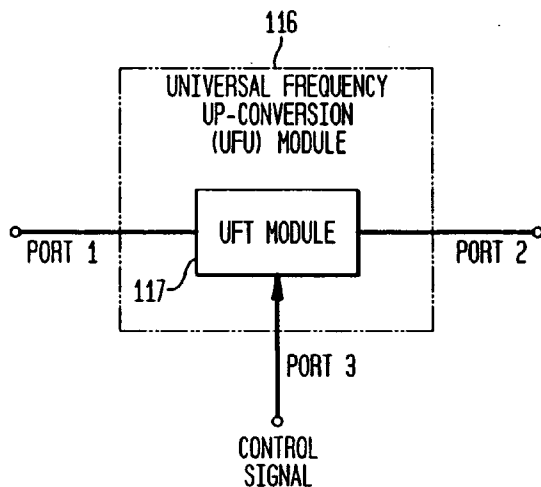 116
UNIVERSAL FREQUENCY
UP-CONVERSION
(UFU) MODULE
UFT MODULE
PORT 1
PORT 2
117
PORT 3
CONTROL
SIGNAL